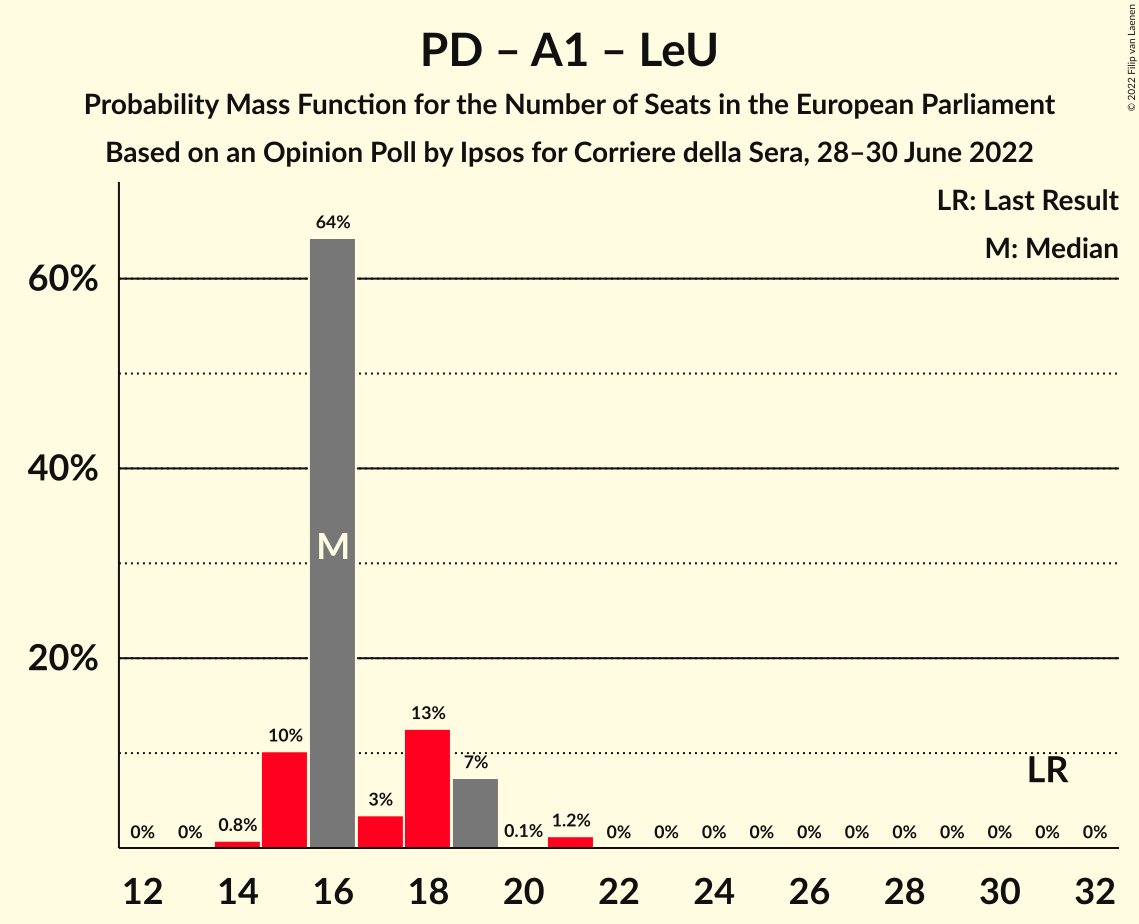 PD – A1 – LeU
Probability Mass Function for the Number of Seats in the European Parliament
Based on an Opinion Poll by Ipsos for Corriere della Sera, 28–30 June 2022
© 2022 Filip van Laenen
LR: Last Result
M: Median
60%
40%
20%
0% 0% 0.8% 10% 64% 3% 13% 7% 0.1% 1.2% 0% 0% 0% 0% 0% 0% 0% 0% 0% 0% 0%
M
LR
12 14 16 18 20 22 24 26 28 30 32